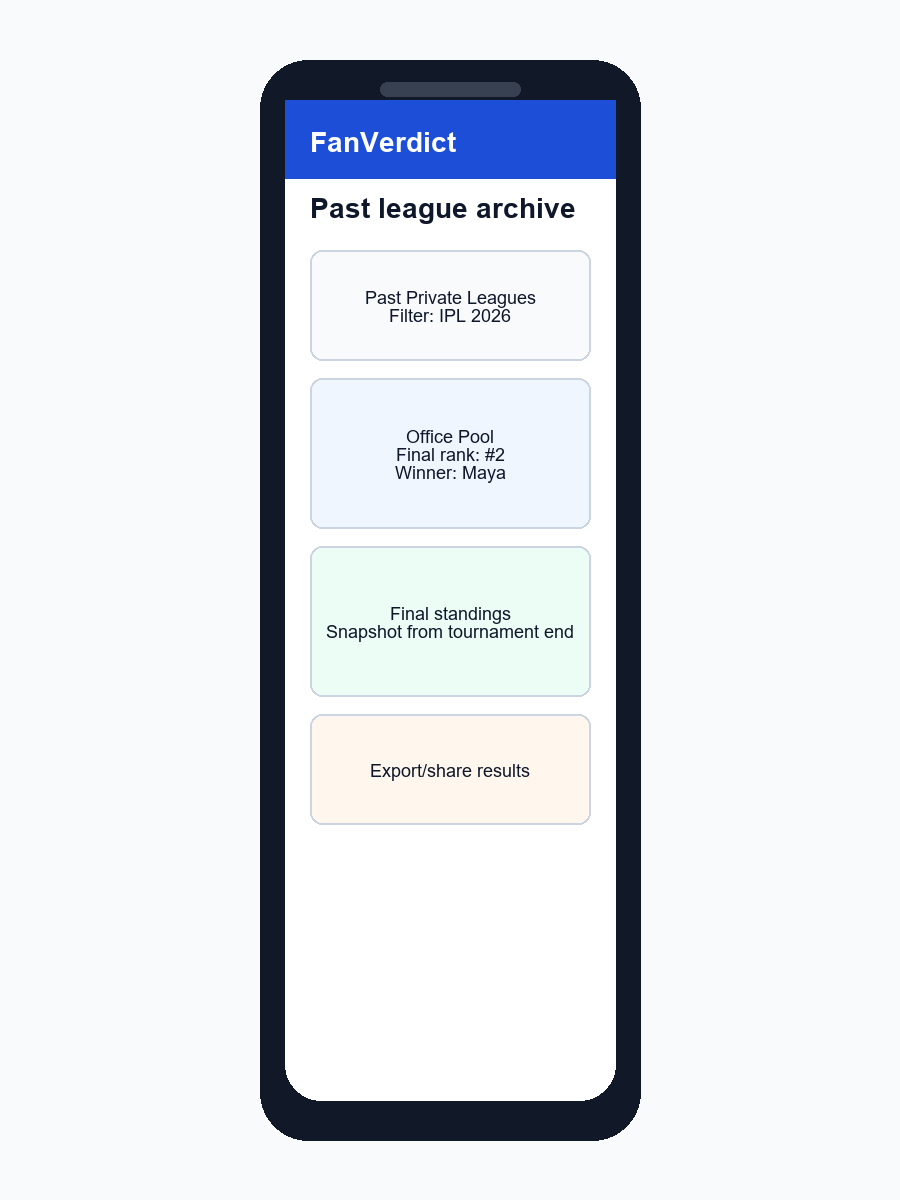 FanVerdict
Past league archive
Past Private Leagues
Filter: IPL 2026
Office Pool
Final rank: #2
Winner: Maya
Final standings
Snapshot from tournament end
Export/share results